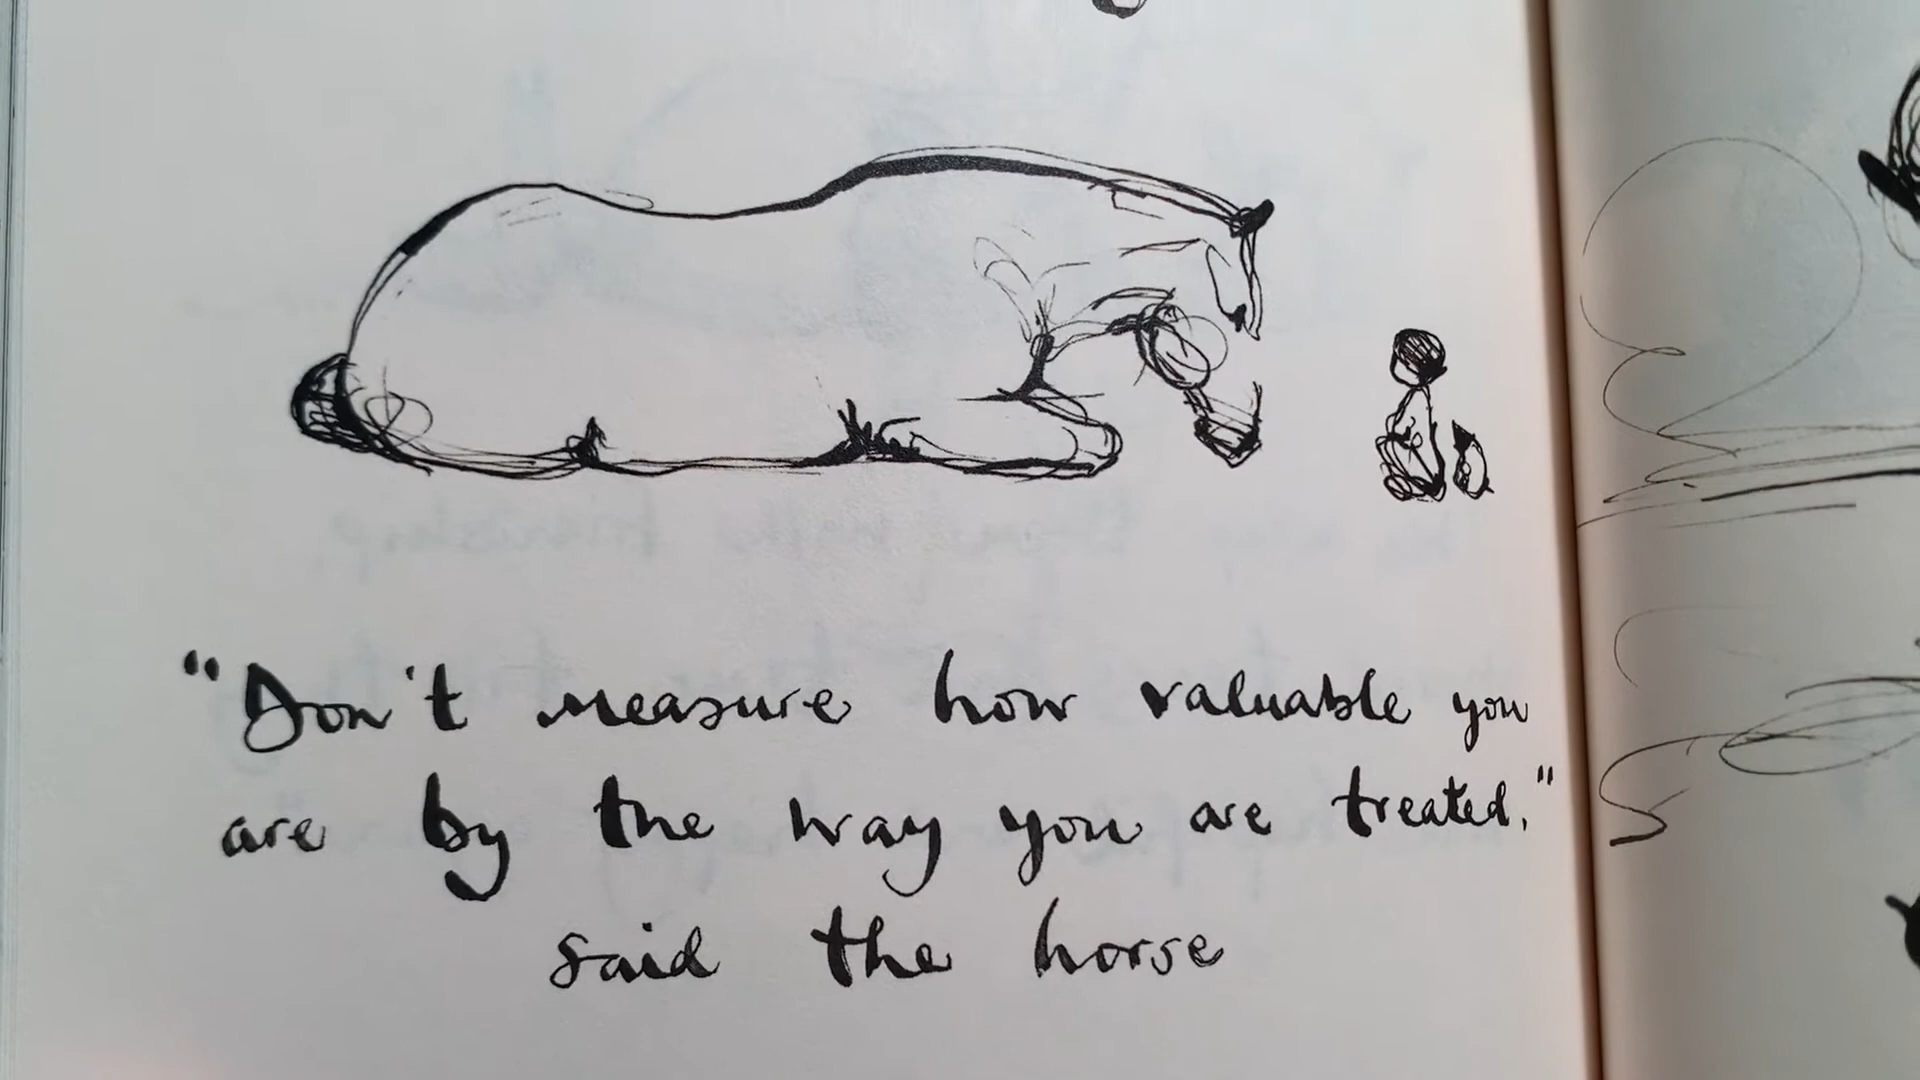 "Don't measure how valuable you
are by the way you are treated."
said the horse